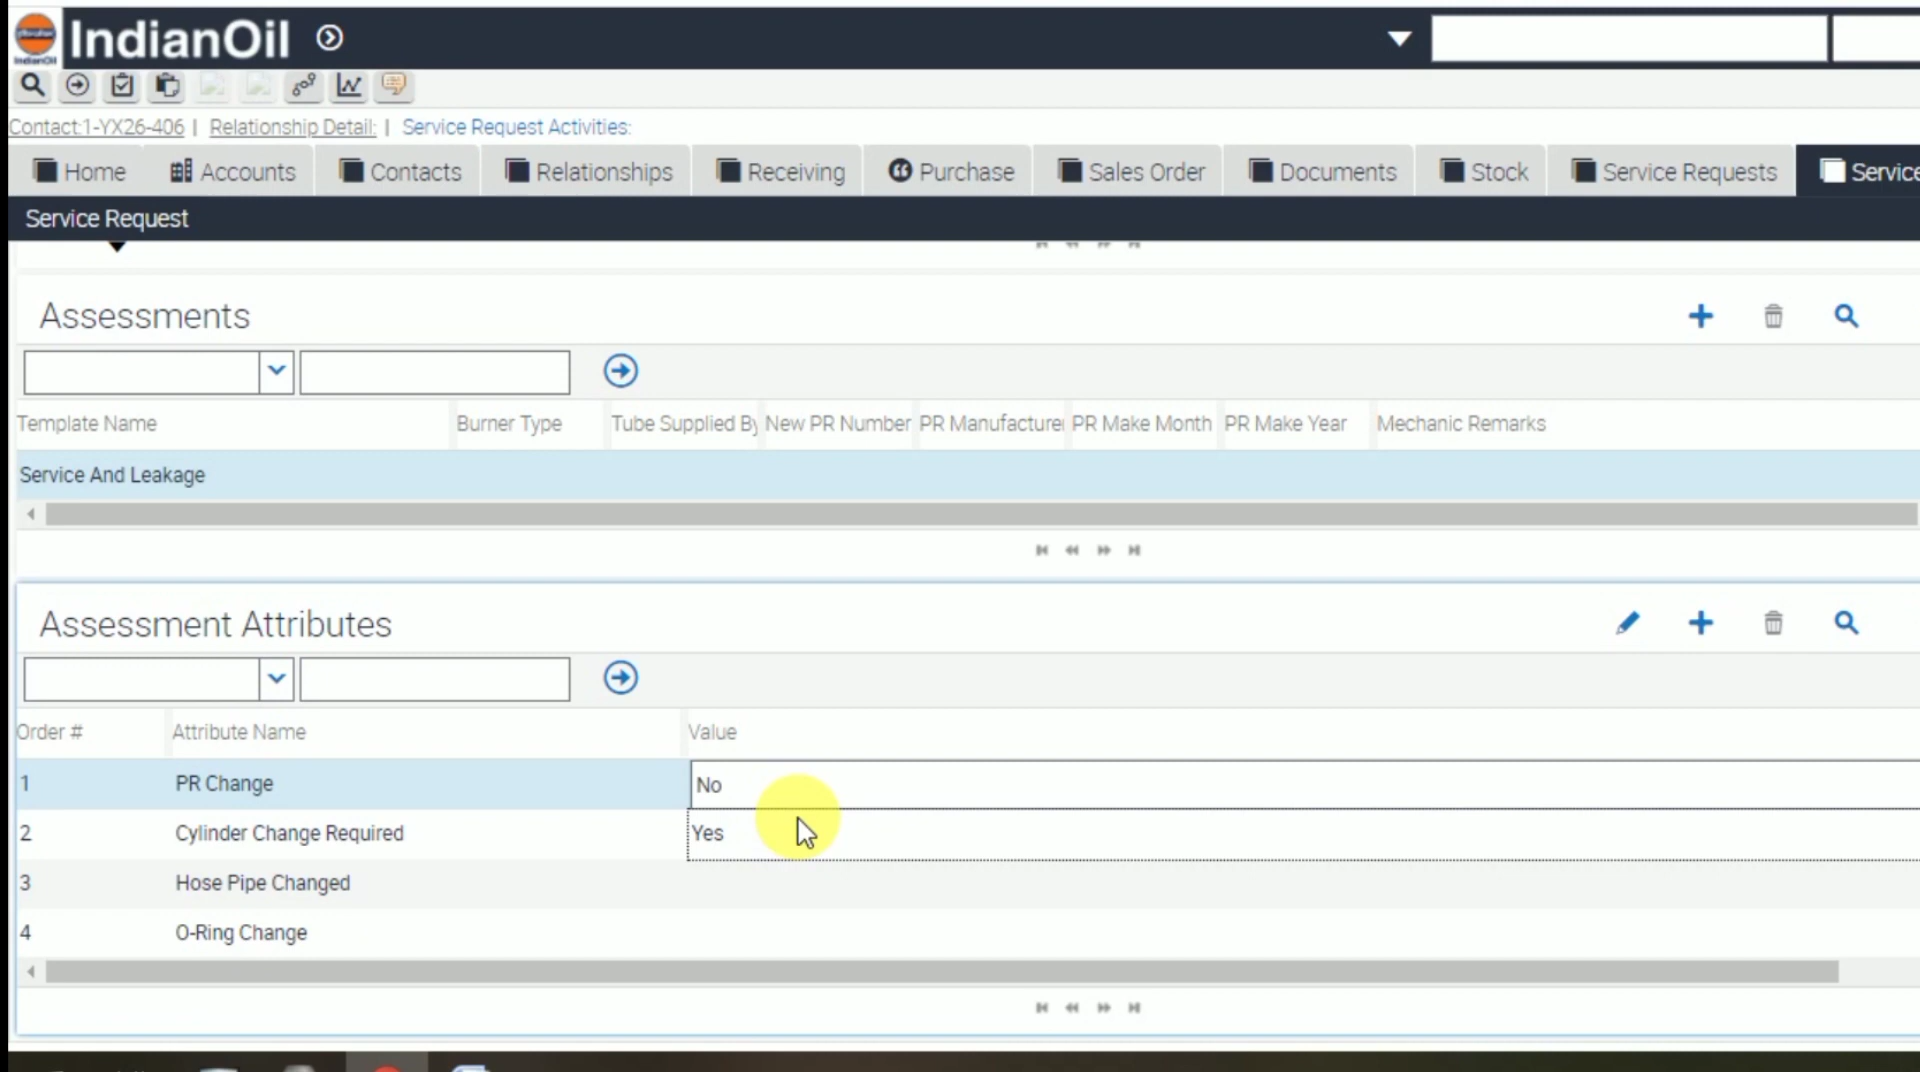 IndianOil
IndianOil
Contact:1-YX26-406 | Relationship Detail: | Service Request Activities:
Home Accounts Contacts Relationships Receiving Purchase Sales Order Documents Stock Service Requests Service
Service Request
Assessments
Template Name Burner Type Tube Supplied By New PR Number PR Manufacturer PR Make Month PR Make Year Mechanic Remarks
Service And Leakage
Assessment Attributes
Order # Attribute Name Value
1 PR Change No
2 Cylinder Change Required Yes
3 Hose Pipe Changed
4 O-Ring Change